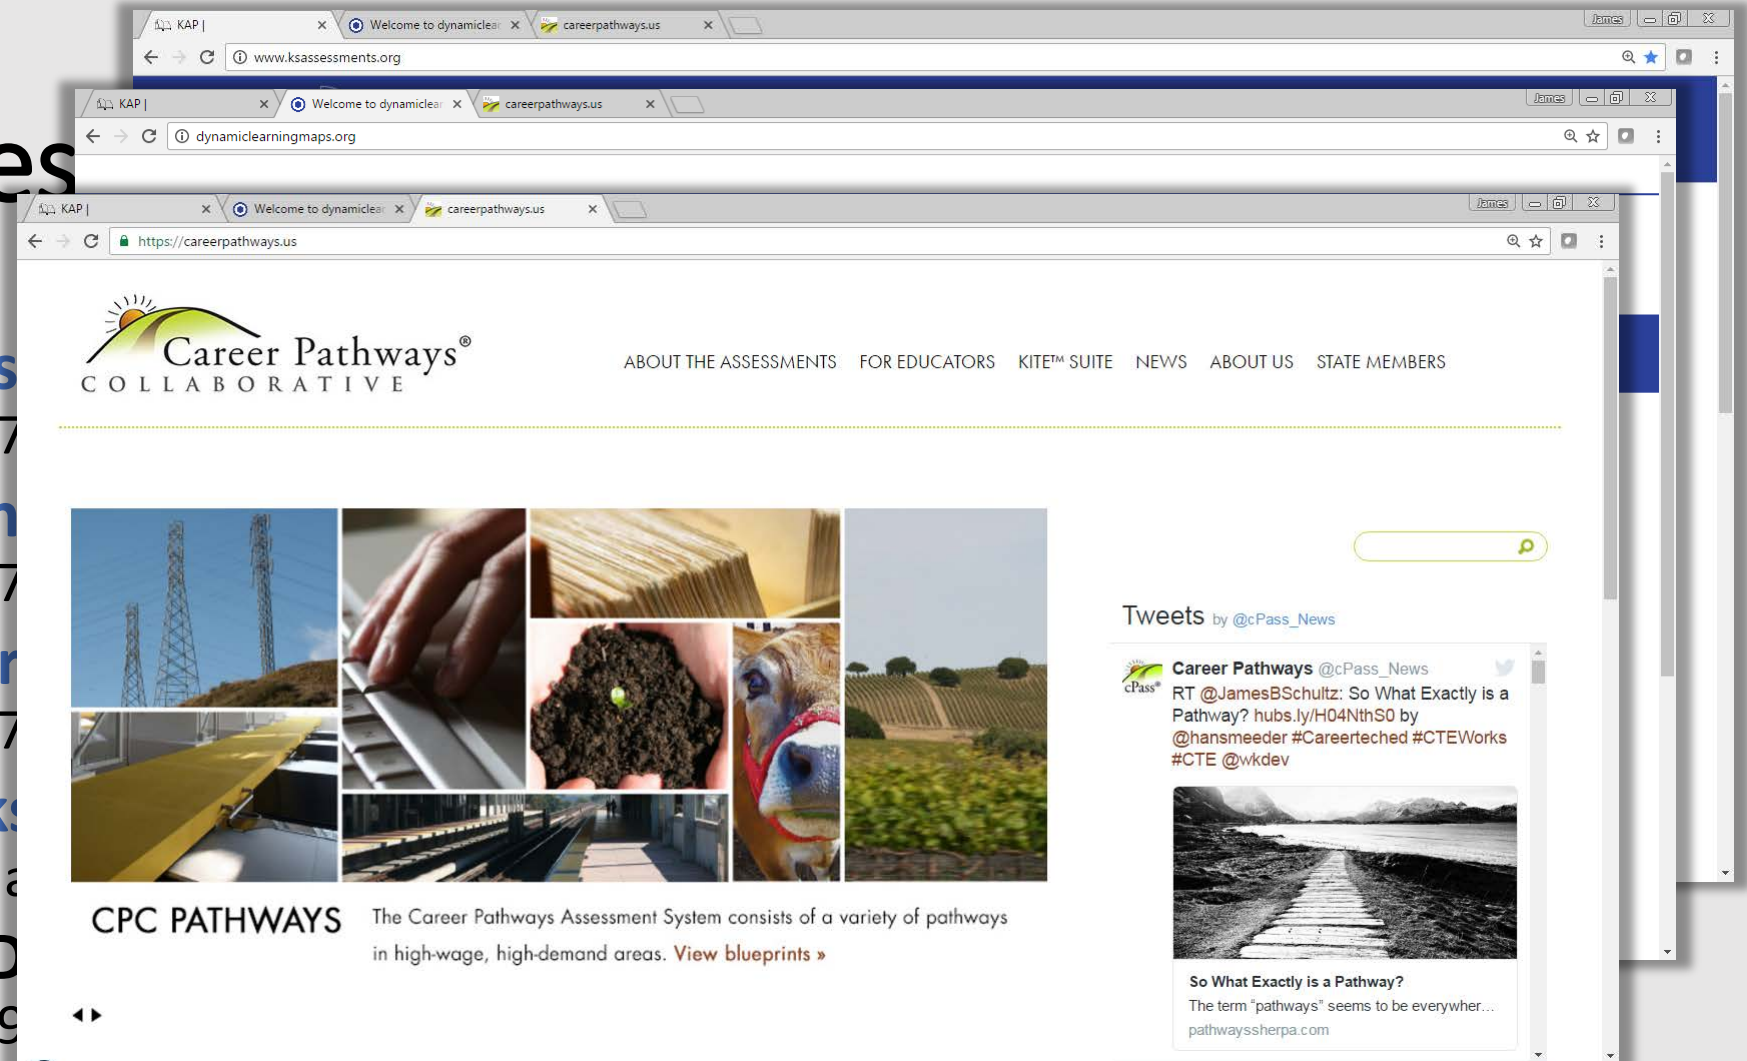 KAP |
Welcome to dynamiclear
careerpathways.us
James
www.ksassessments.org
KAP |
Welcome to dynamiclear
careerpathways.us
James
dynamiclearningmaps.org
es
KAP |
Welcome to dynamiclear
careerpathways.us
James
https://careerpathways.us
Career Pathways®
COLLABORATIVE
ABOUT THE ASSESSMENTS FOR EDUCATORS KITE™ SUITE NEWS ABOUT US STATE MEMBERS
s
7
7
7
ks
a
Tweets by @cPass_News
Career Pathways @cPass_News
cPass®
RT @JamesBSchultz: So What Exactly is a
Pathway? hubs.ly/H04NthS0 by
@hansmeeder #Careerteched #CTEWorks
#CTE @wkdev
CPC PATHWAYS
The Career Pathways Assessment System consists of a variety of pathways
in high-wage, high-demand areas. View blueprints »
So What Exactly is a Pathway?
The term “pathways” seems to be everywher...
pathwayssherpa.com